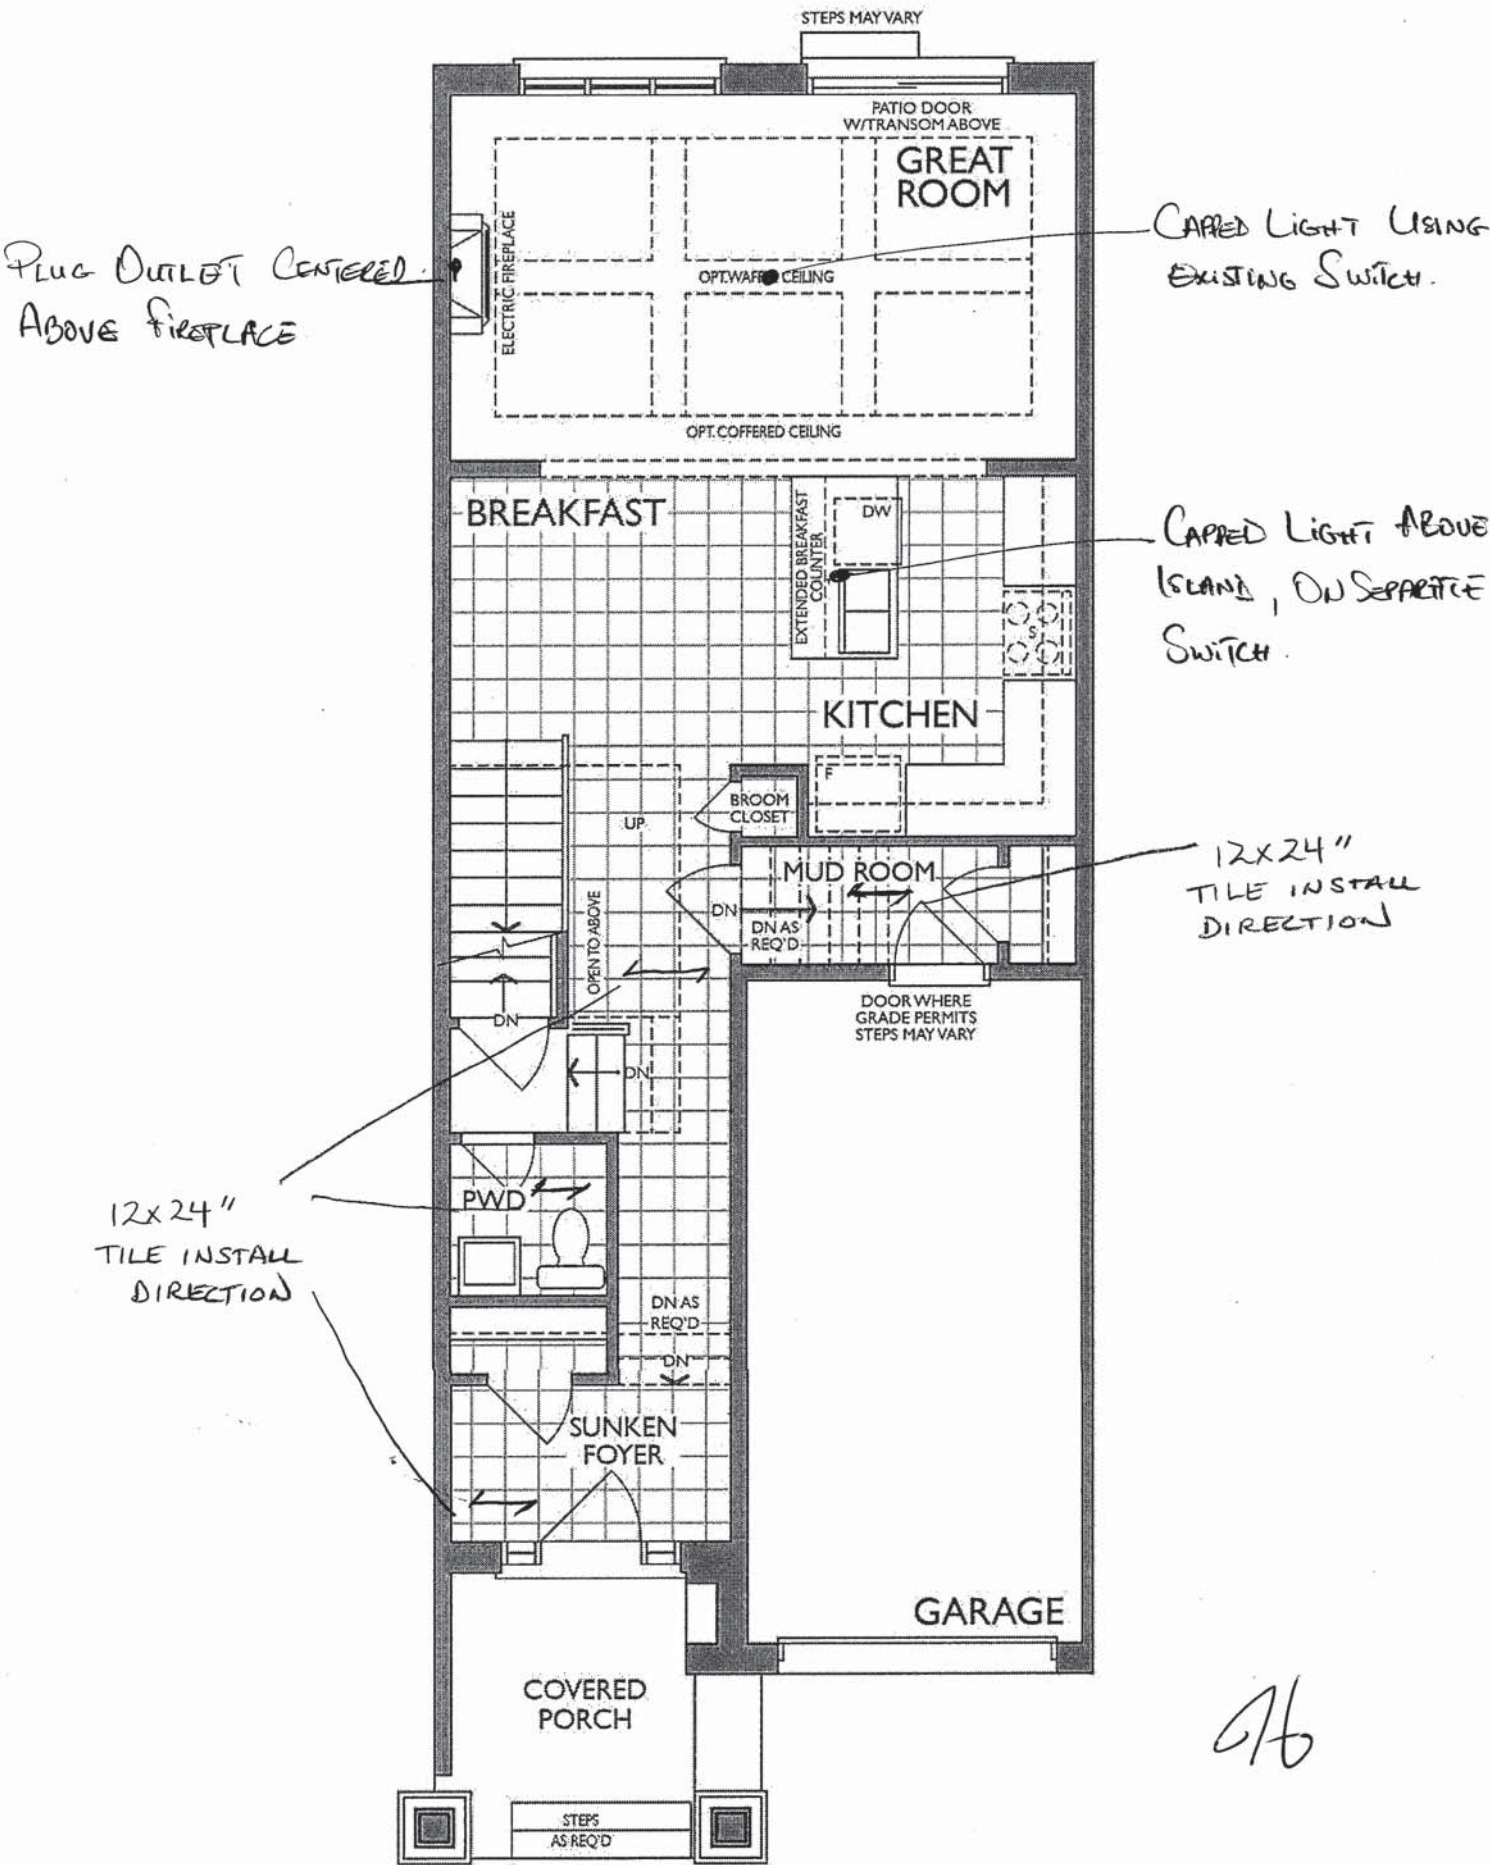 STEPS MAY VARY
PATIO DOOR
W/TRANSOM ABOVE
GREAT
ROOM
ELECTRIC FIREPLACE
PLUG OUTLET CENTERED
ABOVE FIREPLACE
CAPPED LIGHT USING
EXISTING SWITCH.
CEILING
OPT. COFFERED CEILING
BREAKFAST
EXTENDED BREAKFAST
COUNTER
DW
CAPPED LIGHT ABOVE
ISLAND, ON SEPARTCE
SWITCH.
S
KITCHEN
F
BROOM
CLOSET
UP
OPEN TO ABOVE
MUD ROOM
DN
DN AS
REQ'D
12x24"
TILE INSTALL
DIRECTION
DN
DOOR WHERE
GRADE PERMITS
STEPS MAY VARY
DN
PWD
12x24"
TILE INSTALL
DIRECTION
DN AS
REQ'D
DN
SUNKEN
FOYER
GARAGE
COVERED
PORCH
STEPS
AS REQ'D